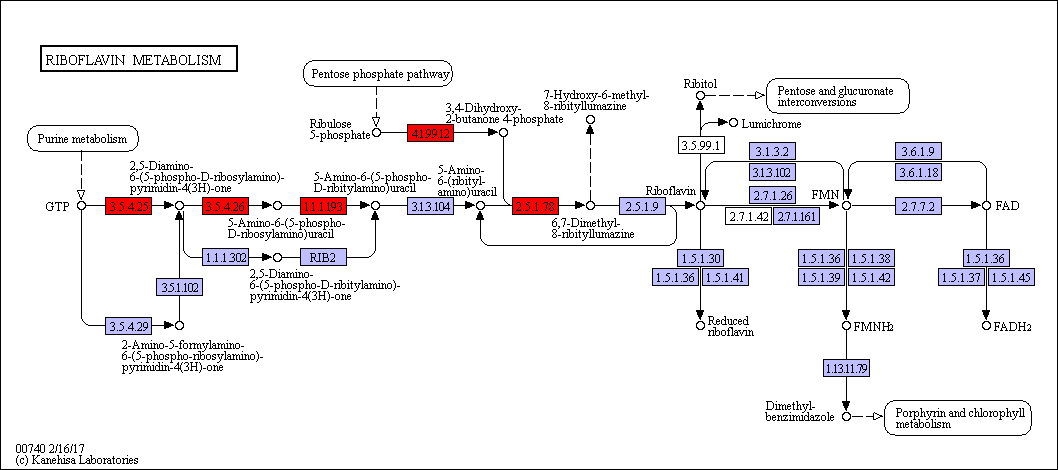 RIBOFLAVIN METABOLISM
Pentose phosphate pathway
Ribitol
Pentose and glucuronate
interconversions
7-Hydroxy-6-methyl-
8-ribityllumazine
3,4-Dihydroxy-
2-butanone 4-phosphate
Ribulose
5-phosphate
4.1.99.12
Lumichrome
3.5.99.1
Purine metabolism
2,5-Diamino-
6-(5-phospho-D-ribosylamino)-
pyrimidin-4(3H)-one
5-Amino-6-(5-phospho-
D-ribitylamino)uracil
5-Amino-
6-(ribityl-
amino)uracil
3.1.3.2
3.13.102
3.6.1.9
3.6.1.18
GTP
3.5.4.25
3.5.4.26
1.1.1.193
3.1.3.104
2.5.1.78
2.5.1.9
Riboflavin
2.7.1.26
2.7.1.42
2.7.1.161
FMN
2.7.7.2
FAD
5-Amino-6-(5-phospho-
D-ribosylamino)uracil
6,7-Dimethyl-
8-ribityllumazine
1.1.1.302
RIB2
2,5-Diamino-
6-(5-phospho-D-ribitylamino)-
pyrimidin-4(3H)-one
3.5.1.102
1.5.1.30
1.5.1.36
1.5.1.41
1.5.1.36
1.5.1.38
1.5.1.39
1.5.1.42
1.5.1.36
1.5.1.37
1.5.1.45
3.5.4.29
2-Amino-5-formylamino-
6-(5-phospho-ribosylamino)-
pyrimidin-4(3H)-one
Reduced
riboflavin
FMNH2
FADH2
1.13.11.79
Dimethyl-
benzimidazole
Porphyrin and chlorophyll
metabolism
00740 2/16/17
(c) Kanehisa Laboratories